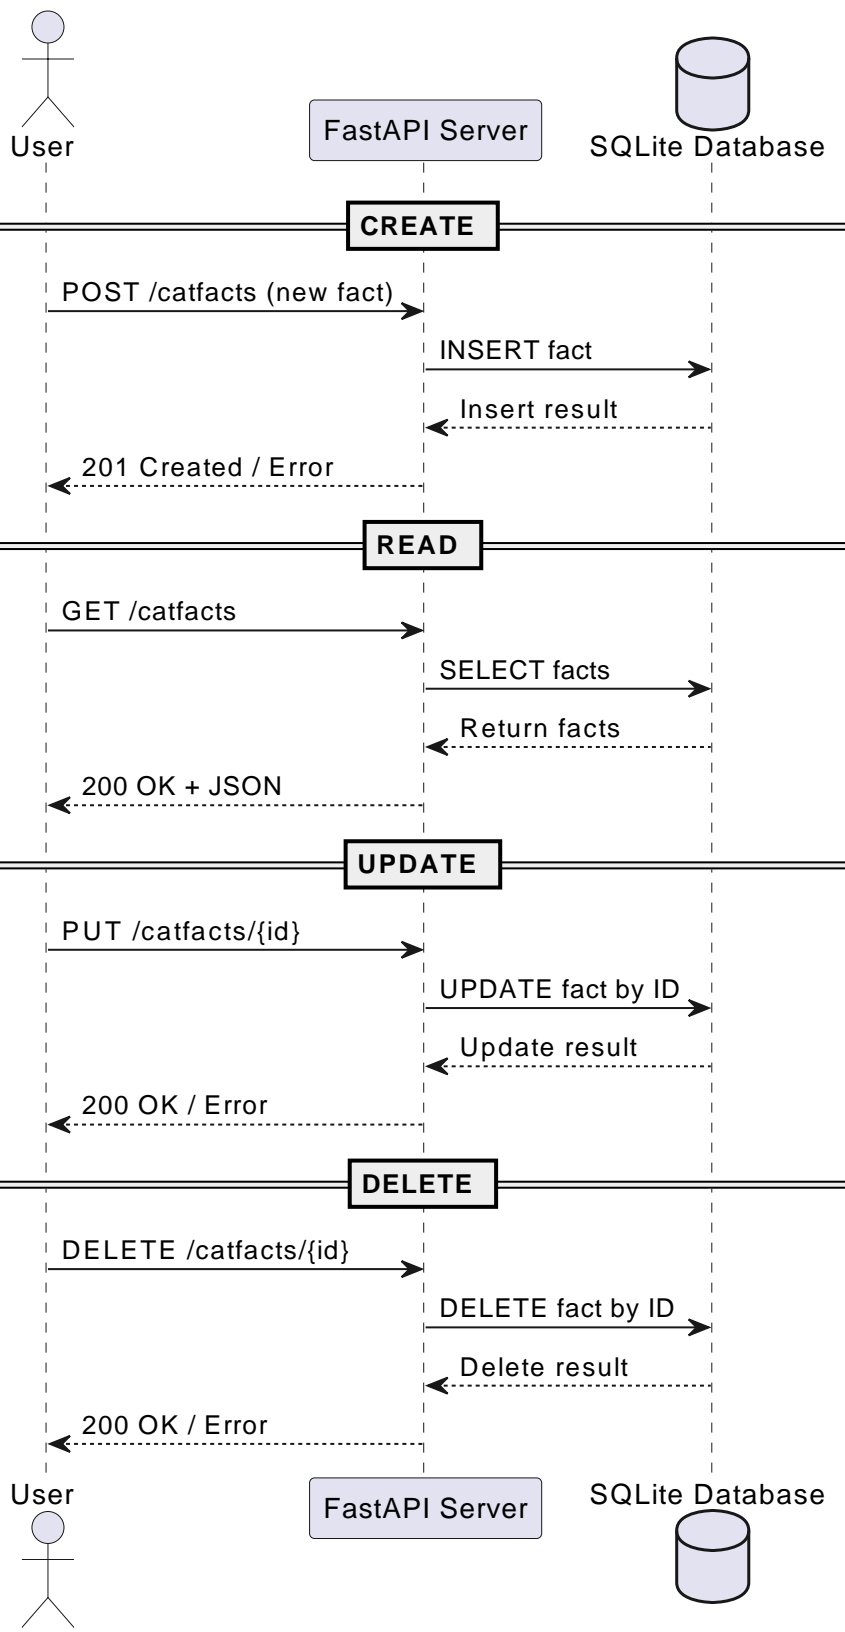 User
FastAPI Server
SQLite Database
CREATE
POST /catfacts (new fact)
INSERT fact
Insert result
201 Created / Error
READ
GET /catfacts
SELECT facts
Return facts
200 OK + JSON
UPDATE
PUT /catfacts/{id}
UPDATE fact by ID
Update result
200 OK / Error
DELETE
DELETE /catfacts/{id}
DELETE fact by ID
Delete result
200 OK / Error
User
FastAPI Server
SQLite Database